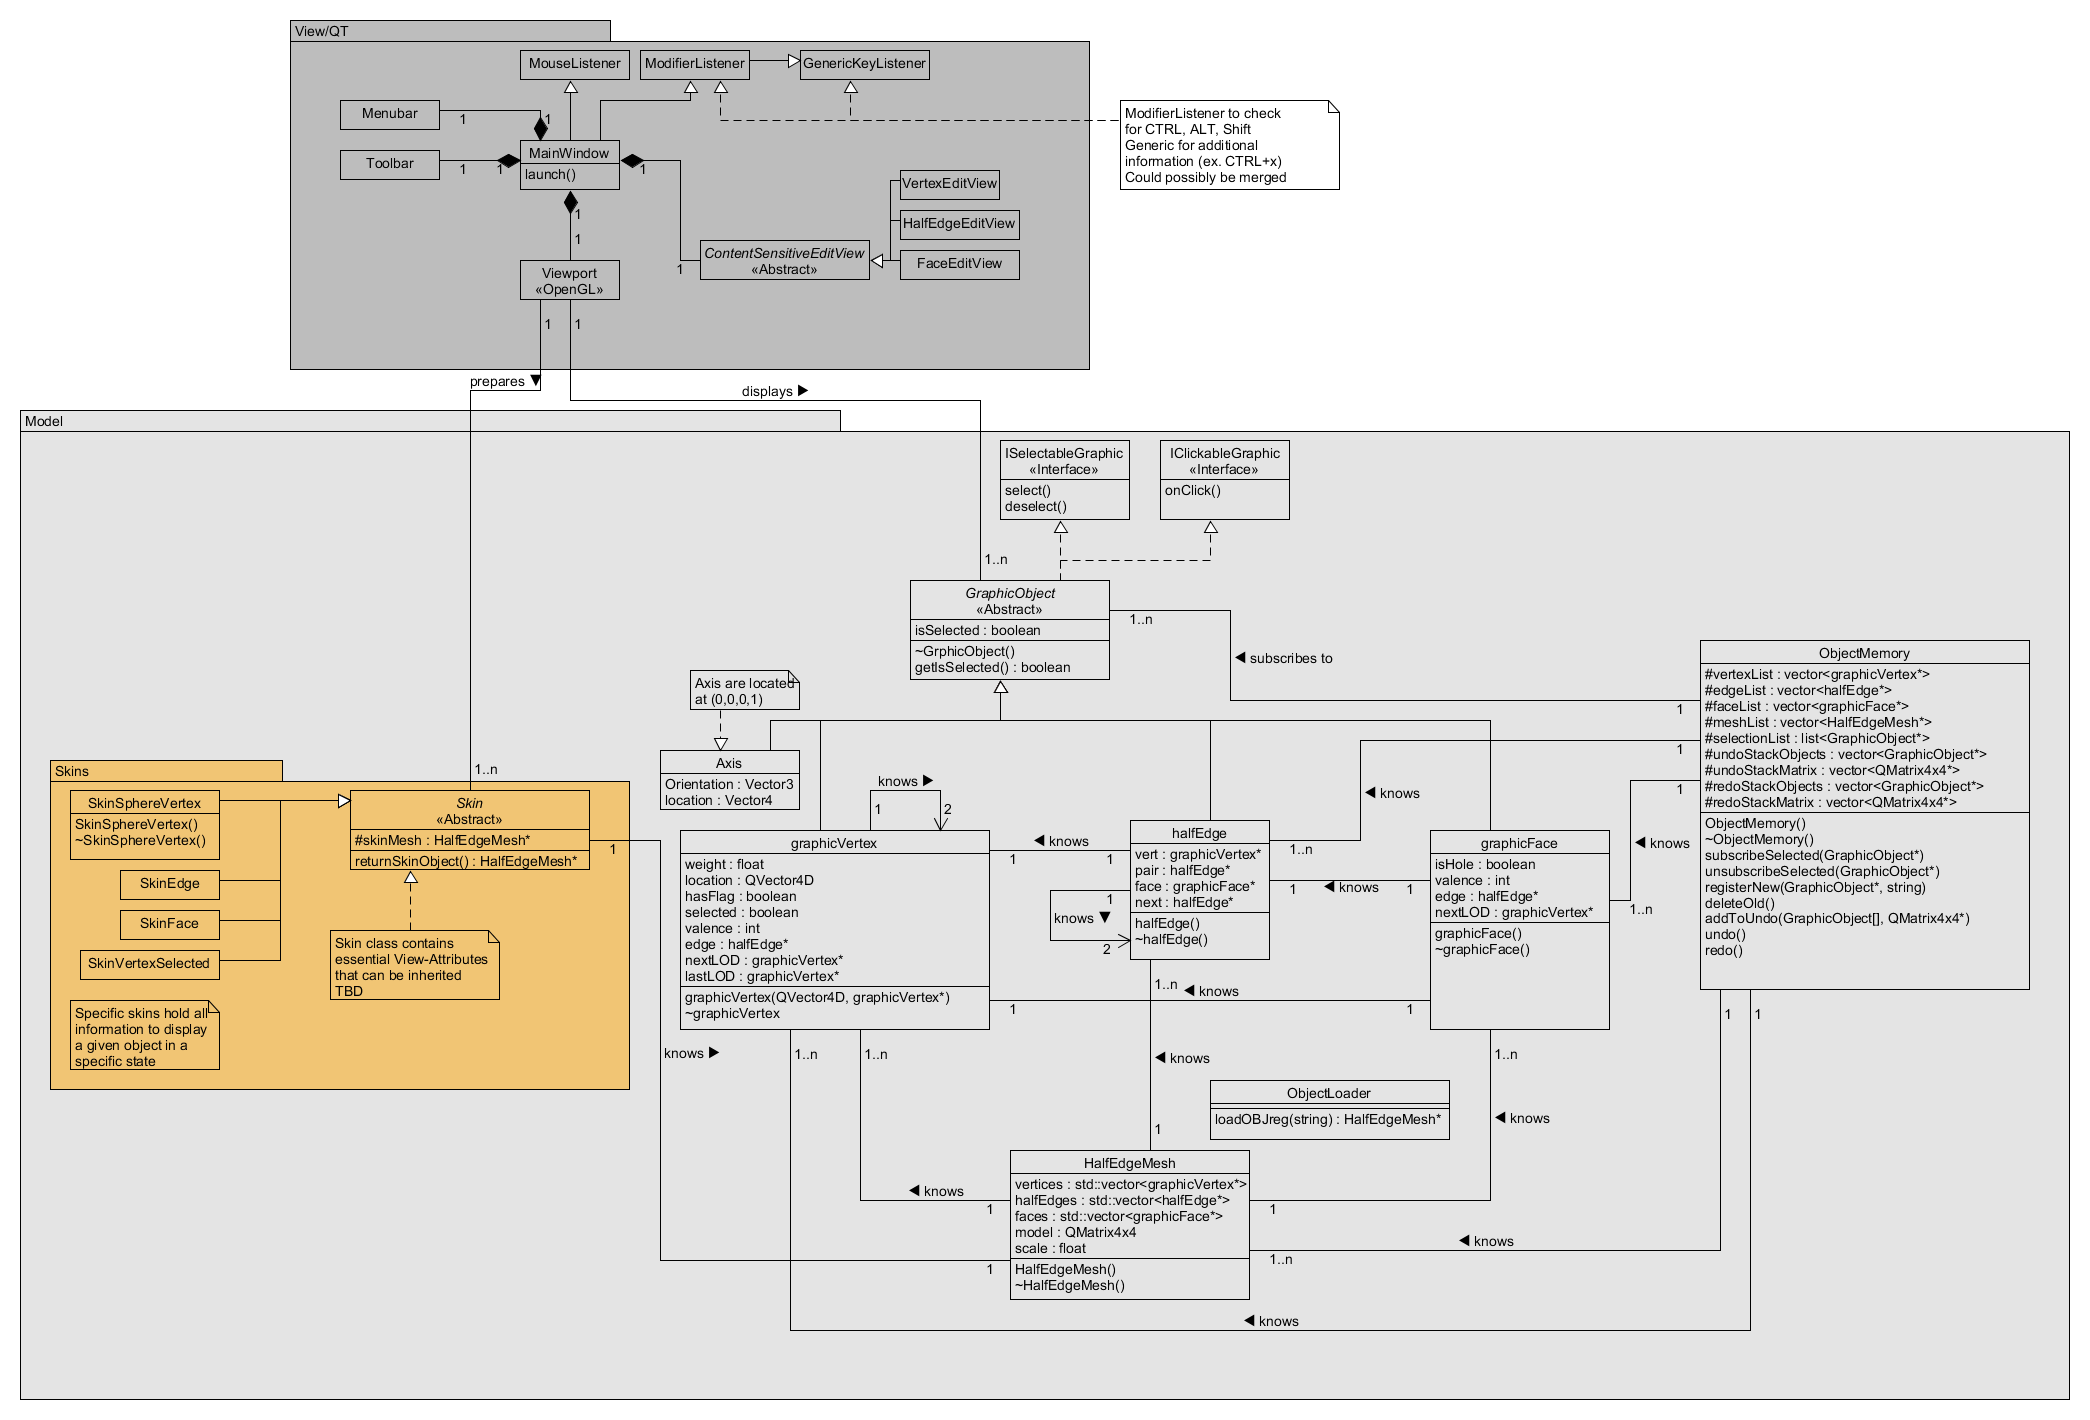 View/QT
MouseListener
ModifierListener
GenericKeyListener
Menubar
1
1
Toolbar
1
1
MainWindow
launch()
1
1
1
1
ModifierListener to check
for CTRL, ALT, Shift
Generic for additional
information (ex. CTRL+x)
Could possibly be merged
VertexEditView
HalfEdgeEditView
FaceEditView
ContentSensitiveEditView
«Abstract»
Viewport
«OpenGL»
1
1
prepares ▼
displays ►
Model
ISelectableGraphic
«Interface»
select()
deselect()
IClickableGraphic
«Interface»
onClick()
1..n
GraphicObject
«Abstract»
isSelected : boolean
~GrphicObject()
getIsSelected() : boolean
1..n
◄ subscribes to
1
ObjectMemory
#vertexList : vector<graphicVertex*>
#edgeList : vector<halfEdge*>
#faceList : vector<graphicFace*>
#meshList : vector<HalfEdgeMesh*>
#selectionList : list<GraphicObject*>
#undoStackObjects : vector<GraphicObject*>
#undoStackMatrix : vector<QMatrix4x4*>
#redoStackObjects : vector<GraphicObject*>
#redoStackMatrix : vector<QMatrix4x4*>
ObjectMemory()
~ObjectMemory()
subscribeSelected(GraphicObject*)
unsubscribeSelected(GraphicObject*)
registerNew(GraphicObject*, string)
deleteOld()
addToUndo(GraphicObject[], QMatrix4x4*)
undo()
redo()
1
1
1
1
Axis are located
at (0,0,0,1)
Axis
Orientation : Vector3
location : Vector4
Skins
1..n
SkinSphereVertex
SkinSphereVertex()
~SkinSphereVertex()
SkinEdge
SkinFace
SkinVertexSelected
Skin
«Abstract»
#skinMesh : HalfEdgeMesh*
returnSkinObject() : HalfEdgeMesh*
1
Skin class contains
essential View-Attributes
that can be inherited
TBD
Specific skins hold all
information to display
a given object in a
specific state
knows ►
1
2
graphicVertex
weight : float
location : QVector4D
hasFlag : boolean
selected : boolean
valence : int
edge : halfEdge*
nextLOD : graphicVertex*
lastLOD : graphicVertex*
graphicVertex(QVector4D, graphicVertex*)
~graphicVertex
◄ knows
1
1
halfEdge
vert : graphicVertex*
pair : halfEdge*
face : graphicFace*
next : halfEdge*
halfEdge()
~halfEdge()
1
knows ▼
2
◄ knows
1..n
◄ knows
1
1
graphicFace
isHole : boolean
valence : int
edge : halfEdge*
nextLOD : graphicVertex*
graphicFace()
~graphicFace()
◄ knows
1..n
◄ knows
1
1
knows ►
1..n
1..n
1..n
◄ knows
1
1..n
◄ knows
ObjectLoader
loadOBJreg(string) : HalfEdgeMesh*
HalfEdgeMesh
vertices : std::vector<graphicVertex*>
halfEdges : std::vector<halfEdge*>
faces : std::vector<graphicFace*>
model : QMatrix4x4
scale : float
HalfEdgeMesh()
~HalfEdgeMesh()
◄ knows
1
1
◄ knows
1..n
1
◄ knows